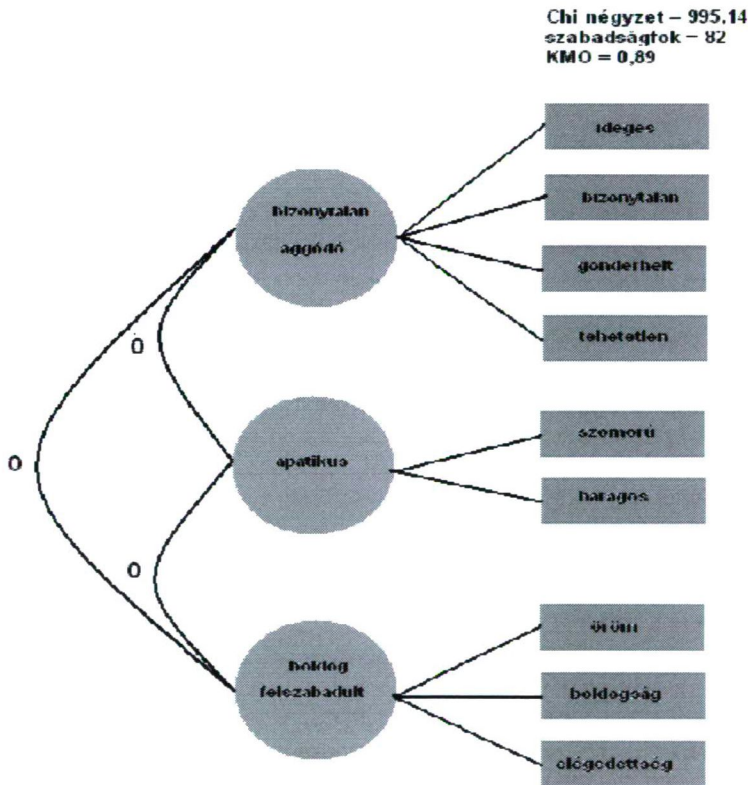 Chi négyzet – 995,14
szabadságfok – 82
KMO = 0,89
ideges
bizonytalan
aggódó
bizonytalan
gonderhelt
tehetetlen
0
0
0
apatikus
szomorú
haragos
boldog
felszabadult
öröm
boldogság
elégedettség